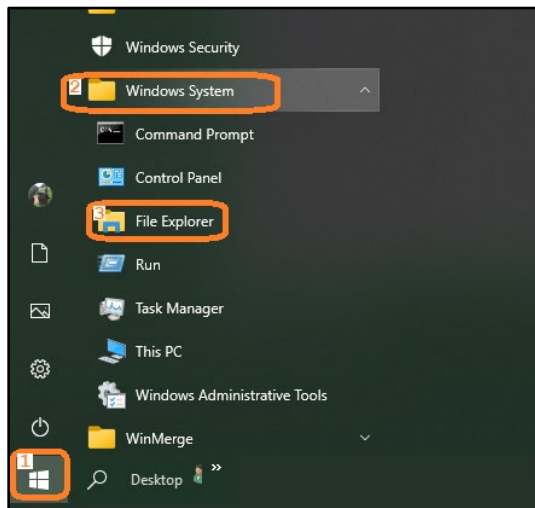 Windows Security
2 Windows System
Command Prompt
Control Panel
3 File Explorer
Run
Task Manager
This PC
Windows Administrative Tools
WinMerge
1
Desktop »